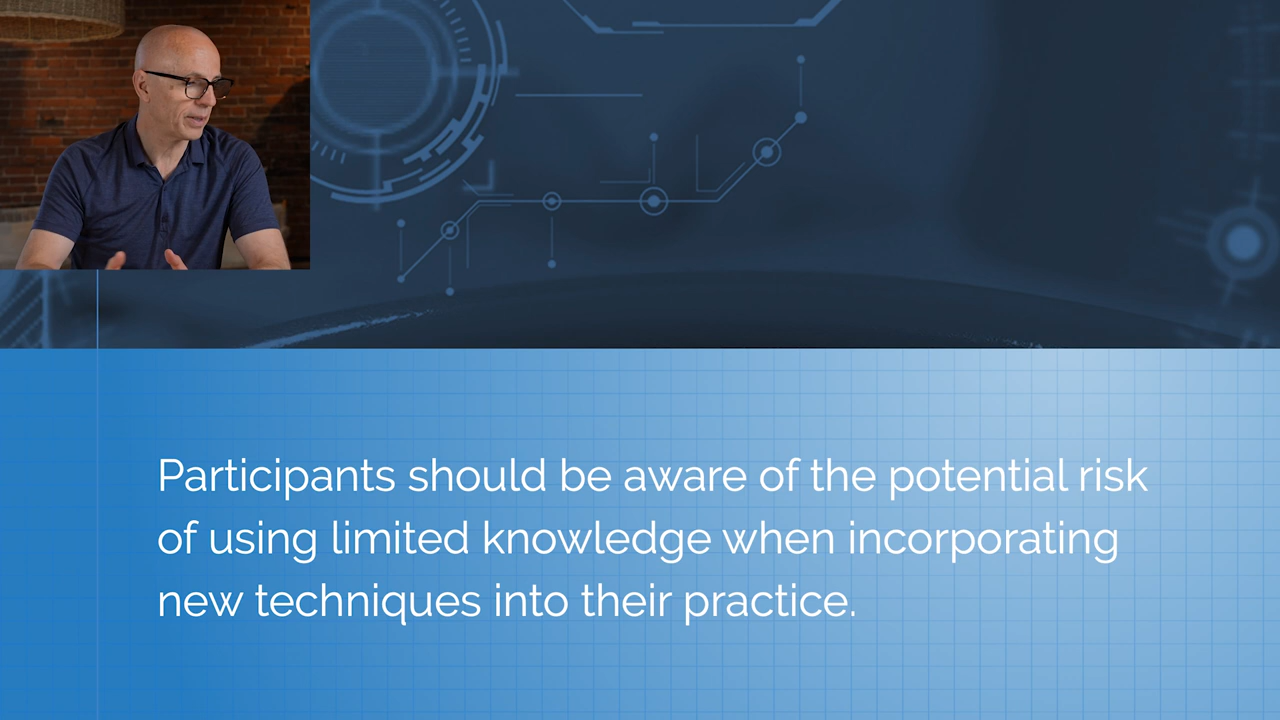 Participants should be aware of the potential risk
of using limited knowledge when incorporating
new techniques into their practice.